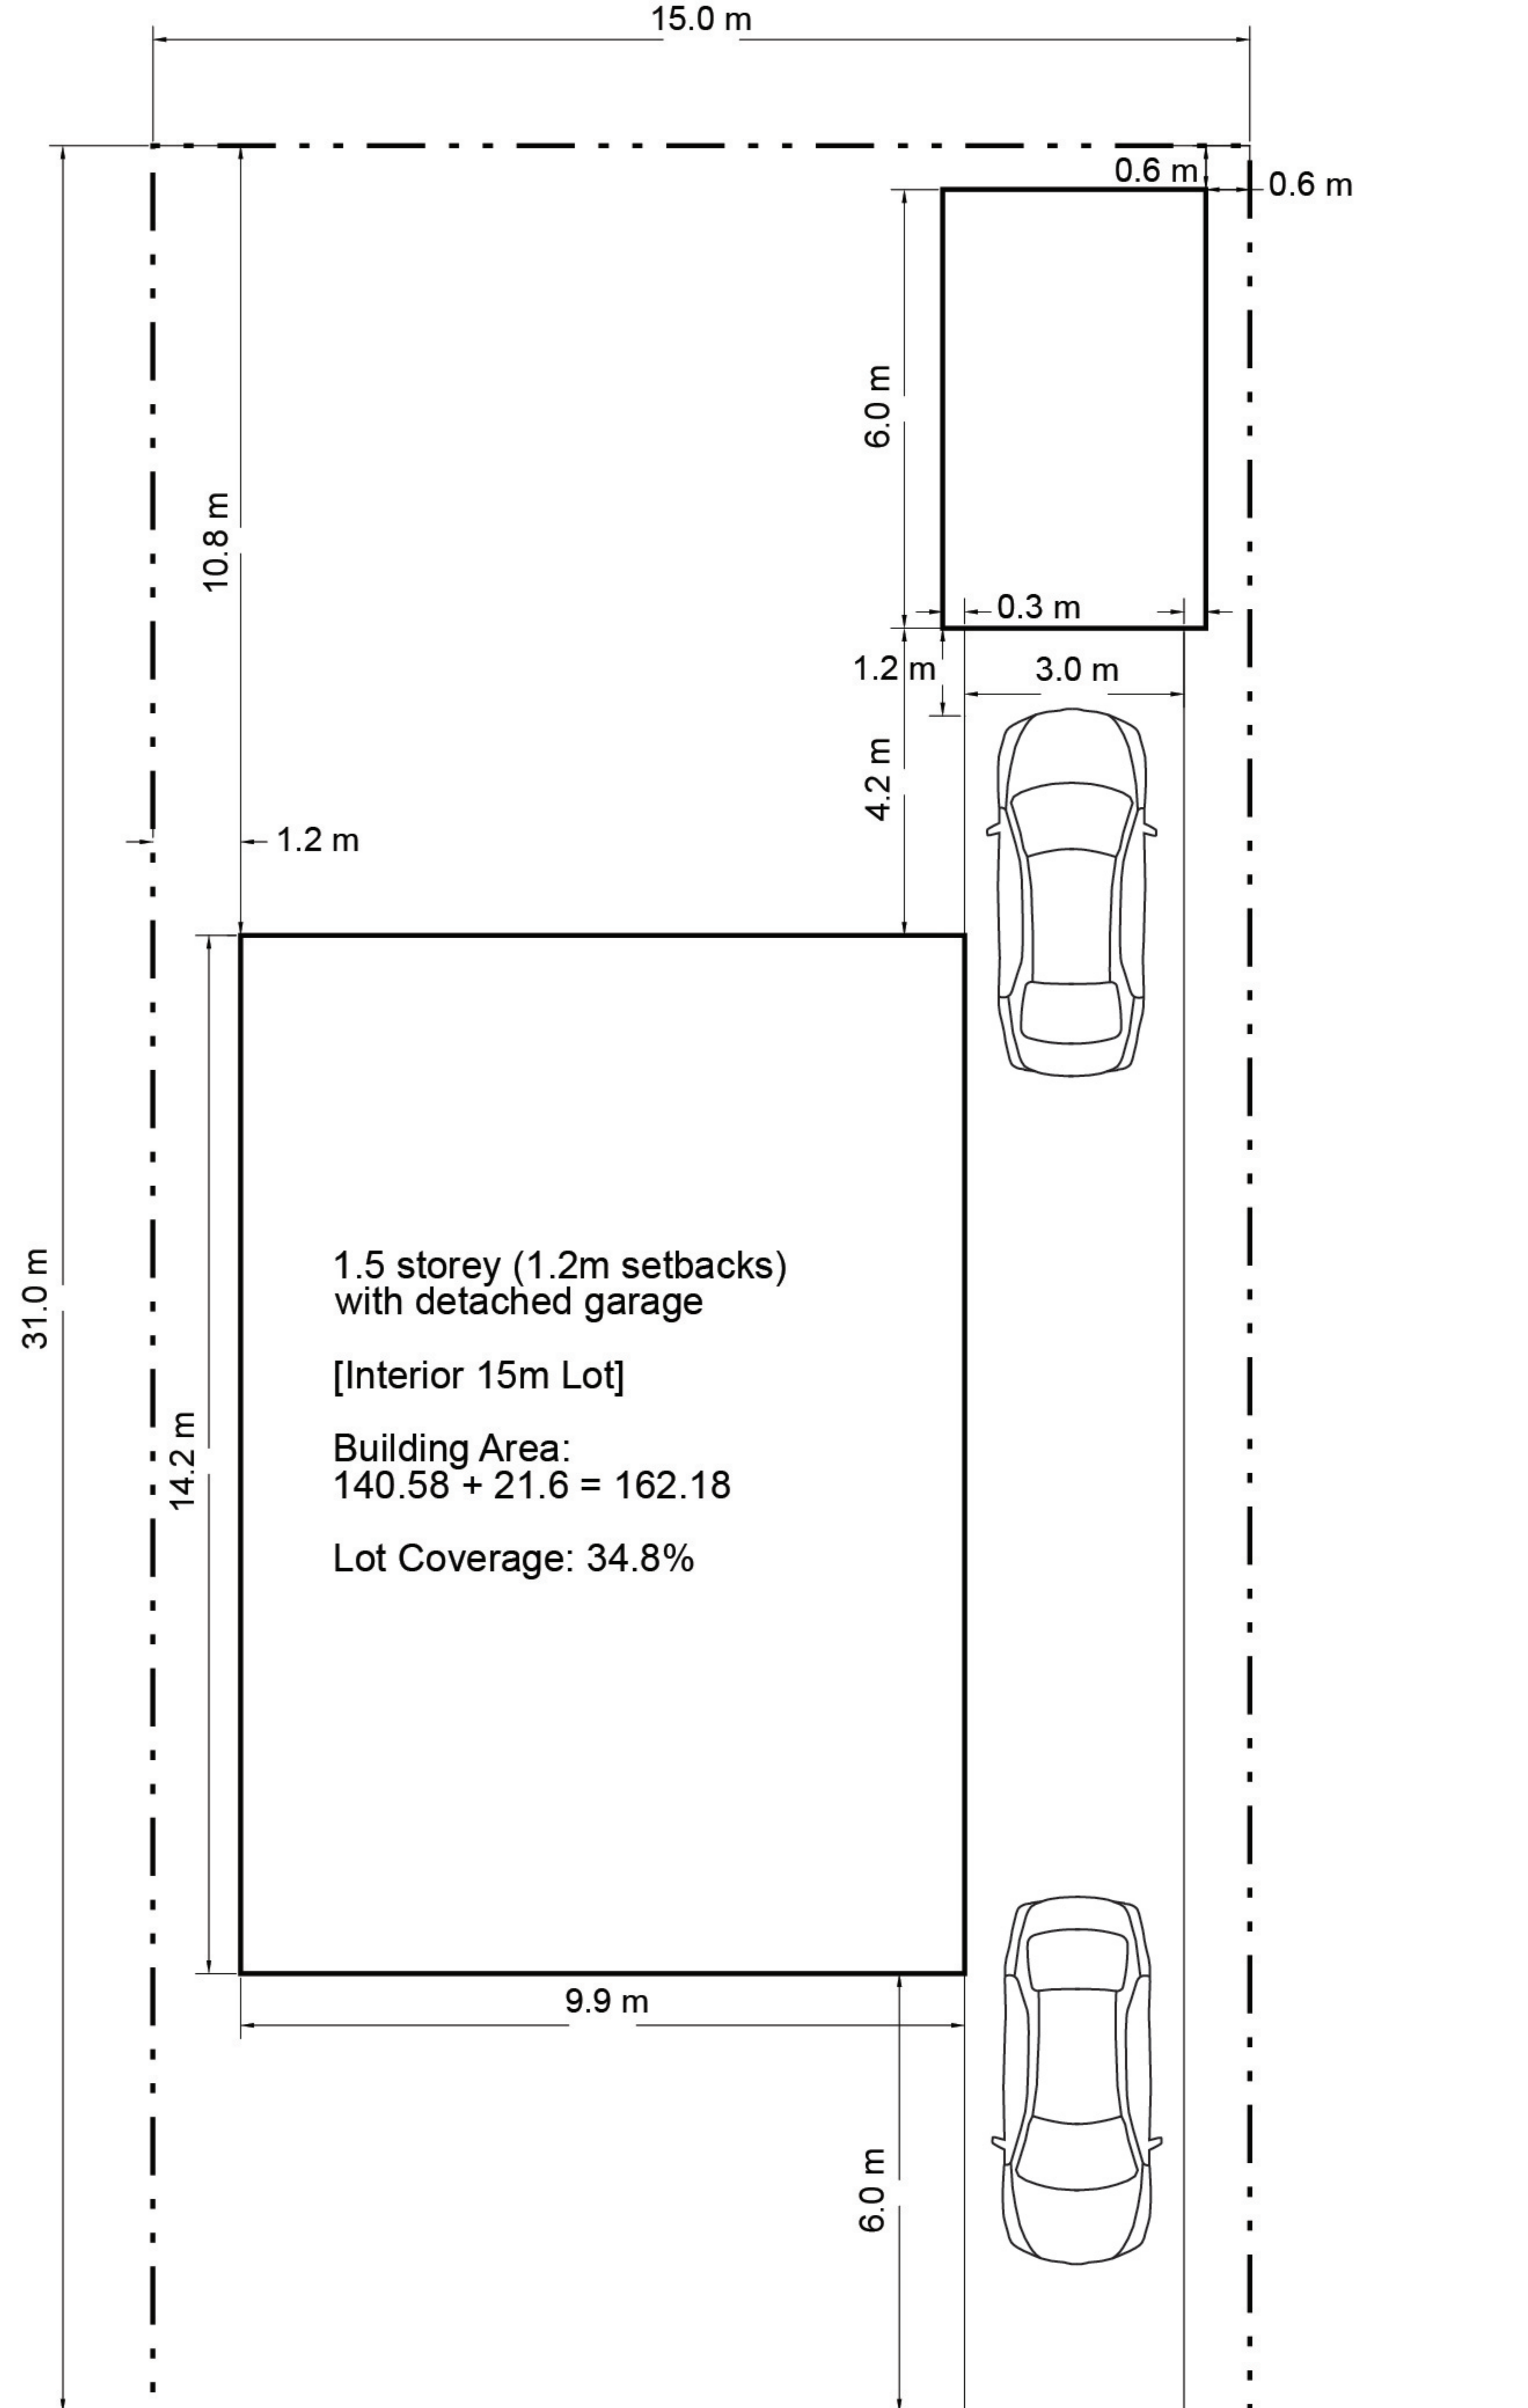 15.0 m
0.6 m
0.6 m
6.0 m
10.8 m
0.3 m
1.2 m
3.0 m
4.2 m
1.2 m
31.0 m
1.5 storey (1.2m setbacks)
with detached garage
[Interior 15m Lot]
Building Area:
140.58 + 21.6 = 162.18
Lot Coverage: 34.8%
14.2 m
9.9 m
6.0 m